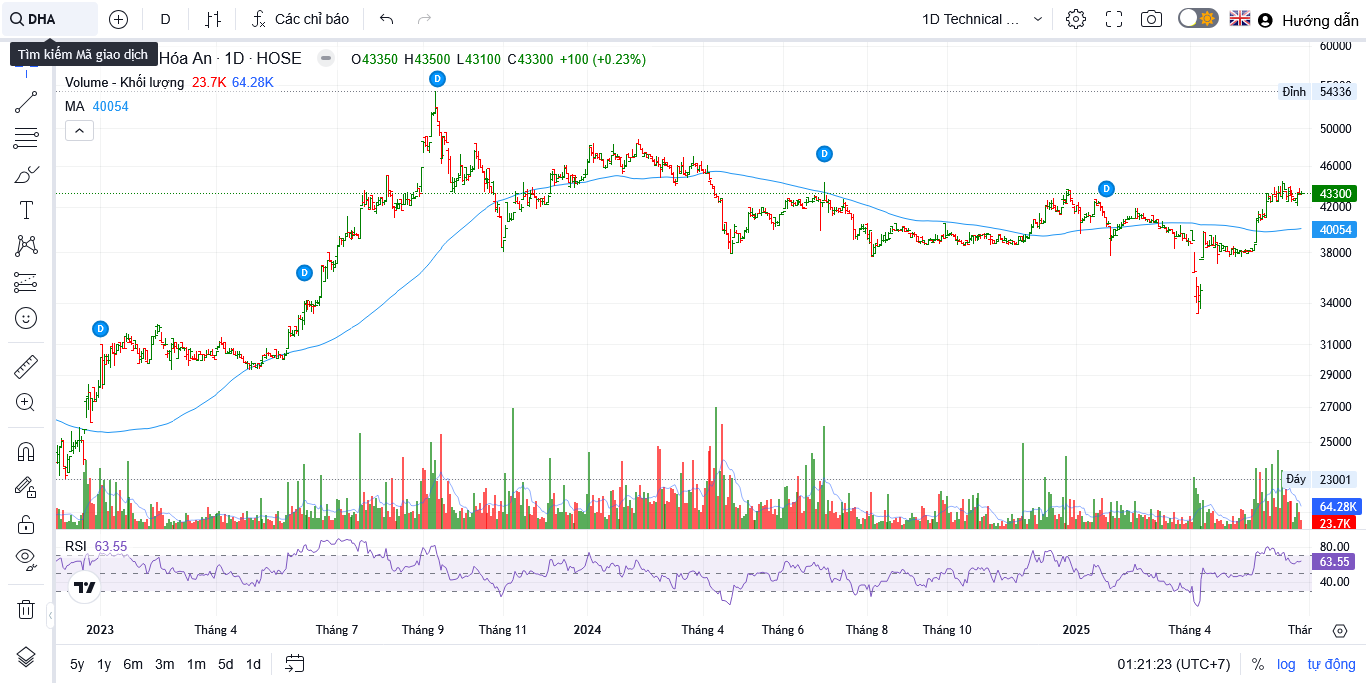 DHA
D
Các chỉ báo
1D Technical ...
Hướng dẫn
Tìm kiếm Mã giao dịch
Hóa An · 1D · HOSE
O43350 H43500 L43100 C43300 +100 (+0.23%)
Volume - Khối lượng 23.7K 64.28K
MA 40054
60000
Đỉnh 54336
50000
46000
43300
42000
40054
38000
34000
31000
29000
27000
25000
Đáy 23001
64.28K
23.7K
D
D
D
D
D
RSI 63.55
80.00
63.55
40.00
2023 Tháng 4 Tháng 7 Tháng 9 Tháng 11 2024 Tháng 4 Tháng 6 Tháng 8 Tháng 10 2025 Tháng 4 Thár
5y 1y 6m 3m 1m 5d 1d
01:21:23 (UTC+7) % log tự động